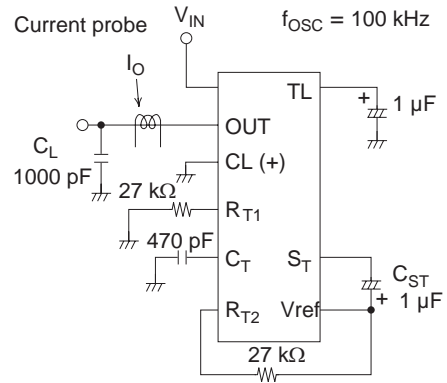 Current probe
V_IN
f_OSC = 100 kHz
I_O
TL
+
1 μF
OUT
C_L
1000 pF
CL (+)
27 kΩ
R_T1
470 pF
C_T
S_T
C_ST
+ 1 μF
R_T2
Vref
27 kΩ